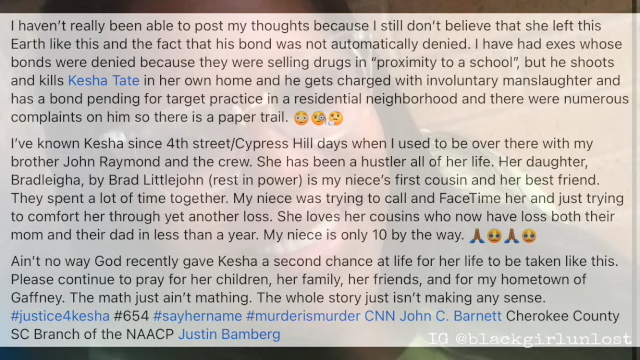 I haven't really been able to post my thoughts because I still don't believe that she left this
Earth like this and the fact that his bond was not automatically denied. I have had exes whose
bonds were denied because they were selling drugs in "proximity to a school", but he shoots
and kills Kesha Tate in her own home and he gets charged with involuntary manslaughter and
has a bond pending for target practice in a residential neighborhood and there were numerous
complaints on him so there is a paper trail. 😳🧐🤔
I've known Kesha since 4th street/Cypress Hill days when I used to be over there with my
brother John Raymond and the crew. She has been a hustler all of her life. Her daughter,
Bradleigha, by Brad Littlejohn (rest in power) is my niece's first cousin and her best friend.
They spent a lot of time together. My niece was trying to call and FaceTime her and just trying
to comfort her through yet another loss. She loves her cousins who now have loss both their
mom and their dad in less than a year. My niece is only 10 by the way. 🙏🏾🥹🙏🏾🥹
Ain't no way God recently gave Kesha a second chance at life for her life to be taken like this.
Please continue to pray for her children, her family, her friends, and for my hometown of
Gaffney. The math just ain't mathing. The whole story just isn't making any sense.
#justice4kesha #654 #sayhername #murderismurder CNN John C. Barnett Cherokee County
SC Branch of the NAACP Justin Bamberg
IG @blackgirlunlost